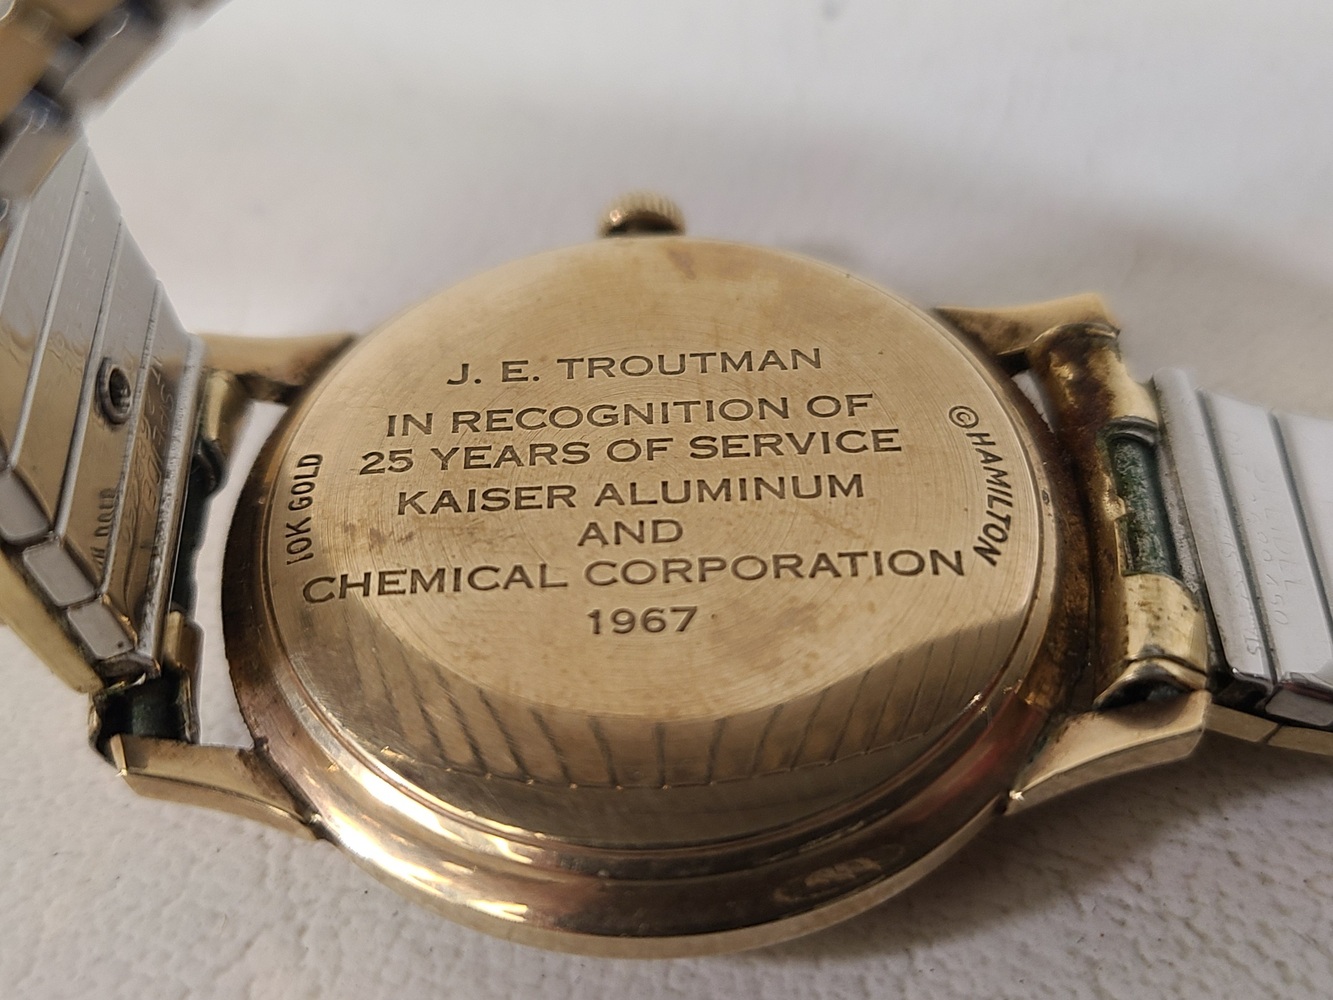 J. E. TROUTMAN
IN RECOGNITION OF
25 YEARS OF SERVICE
KAISER ALUMINUM
AND
CHEMICAL CORPORATION
1967
10K GOLD
©HAMILTON